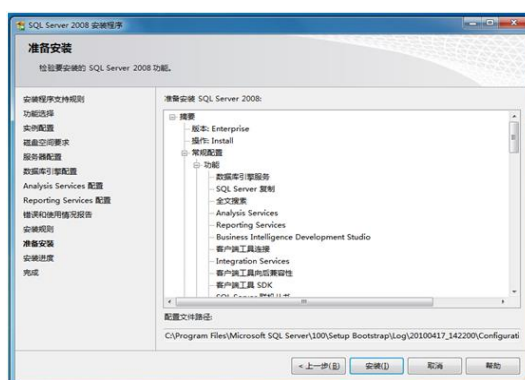 SQL Server 2008 安装程序
准备安装
检验要安装的 SQL Server 2008 功能。
安装程序支持规则
功能选择
实例配置
磁盘空间要求
服务器配置
数据库引擎配置
Analysis Services 配置
Reporting Services 配置
错误和使用情况报告
安装规则
准备安装
安装进度
完成
准备安装 SQL Server 2008:
摘要
版本: Enterprise
操作: Install
常规配置
功能
数据库引擎服务
SQL Server 复制
全文搜索
Analysis Services
Reporting Services
Business Intelligence Development Studio
客户端工具连接
Integration Services
客户端工具向后兼容性
客户端工具 SDK
SQL Server 联机丛书
配置文件路径:
C:\Program Files\Microsoft SQL Server\100\Setup Bootstrap\Log\20100417_142200\Configurati
< 上一步(B)
安装(I)
取消
帮助